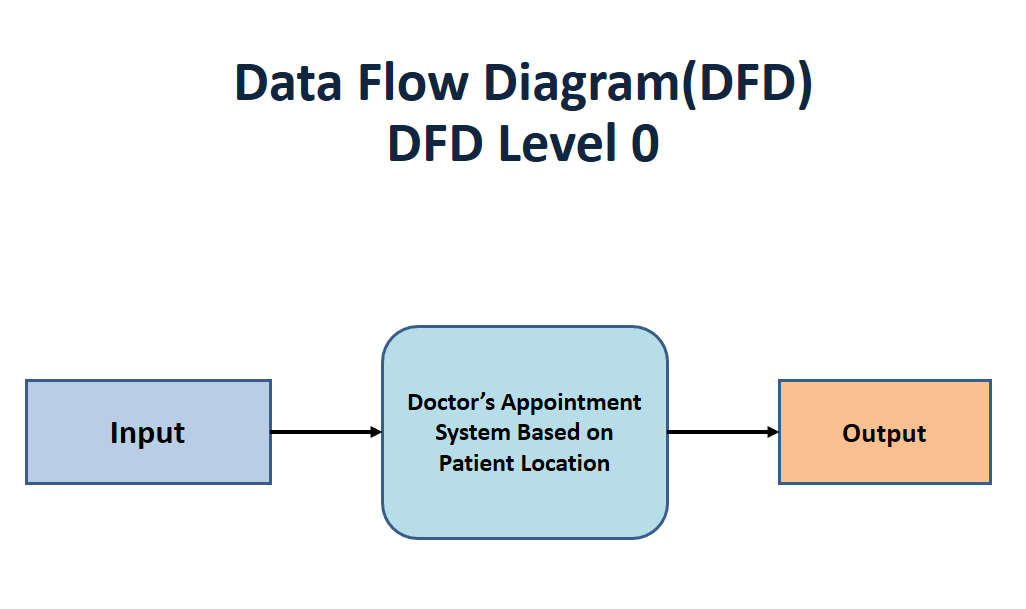 Data Flow Diagram(DFD)
DFD Level 0
Input
Doctor’s Appointment
System Based on
Patient Location
Output